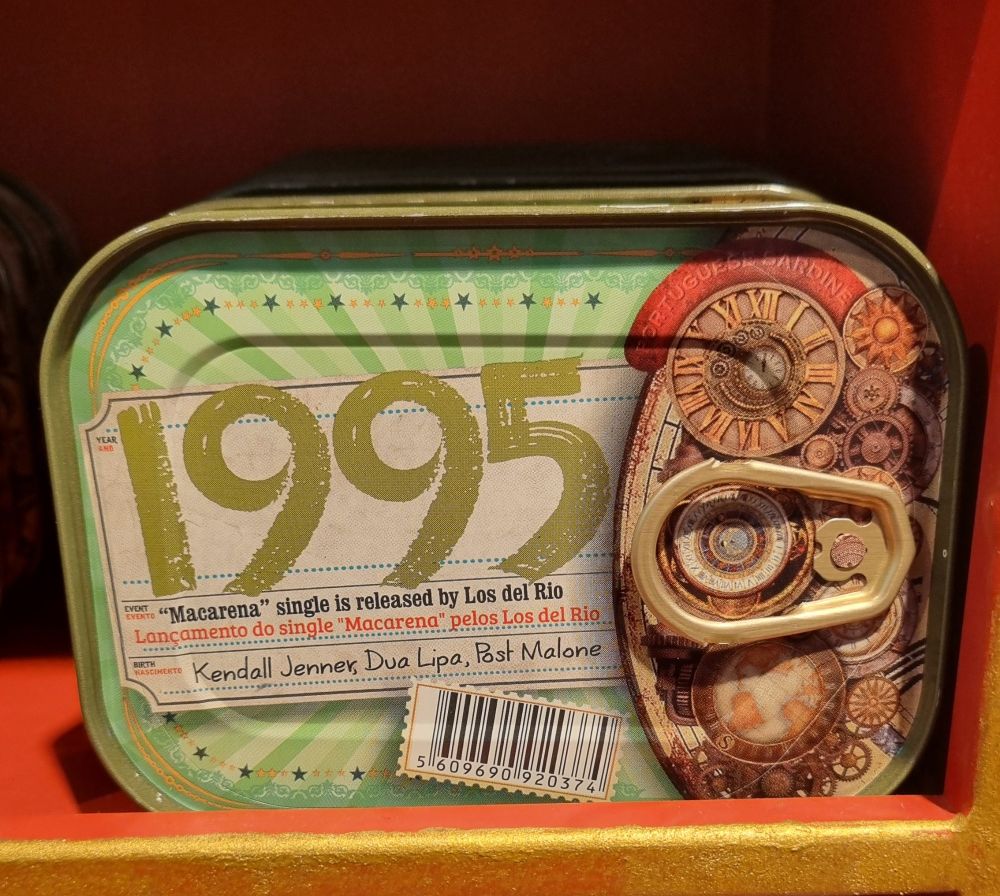 PORTUGUESE SARDINE
YEAR
ANO
1995
EVENT
EVENTO
"Macarena" single is released by Los del Rio
Lançamento do single "Macarena" pelos Los del Rio
BIRTH
NASCIMENTO
Kendall Jenner, Dua Lipa, Post Malone
5 609690 920374
XII
I